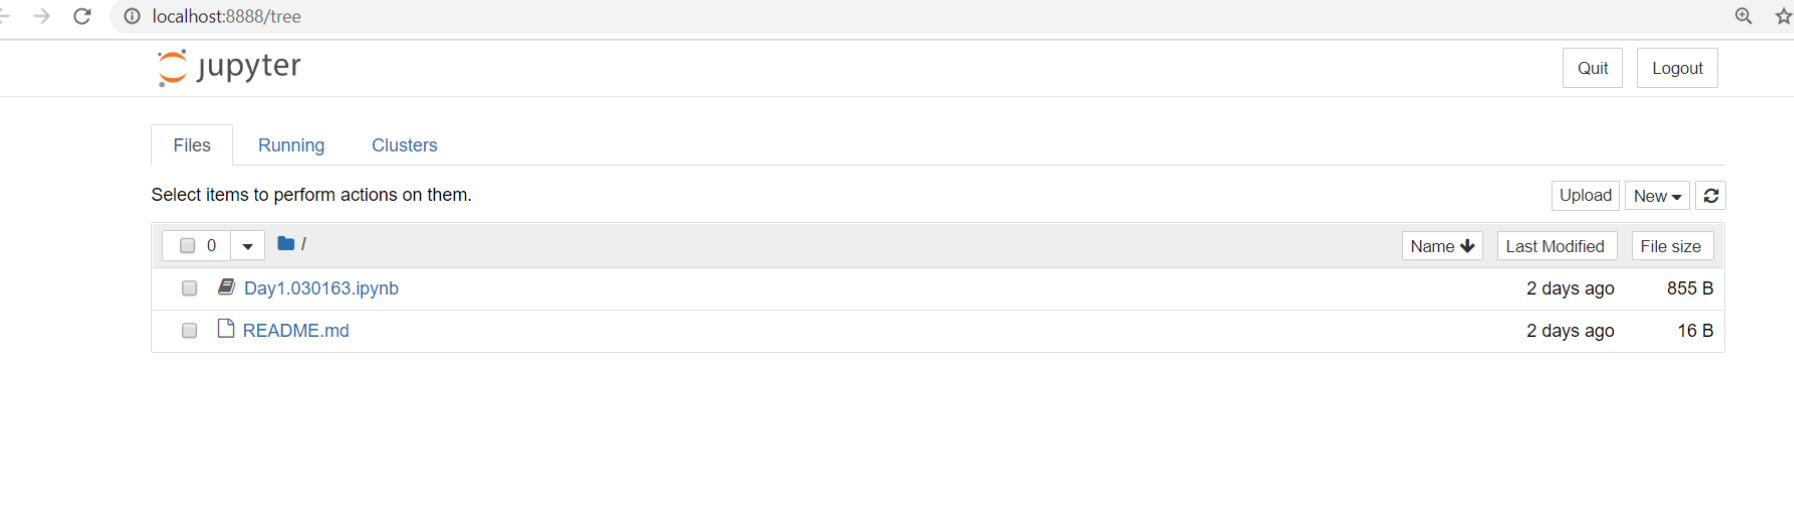 localhost:8888/tree
jupyter
Quit Logout
Files Running Clusters
Select items to perform actions on them.
Upload New
0 / Name Last Modified File size
Day1.030163.ipynb 2 days ago 855 B
README.md 2 days ago 16 B